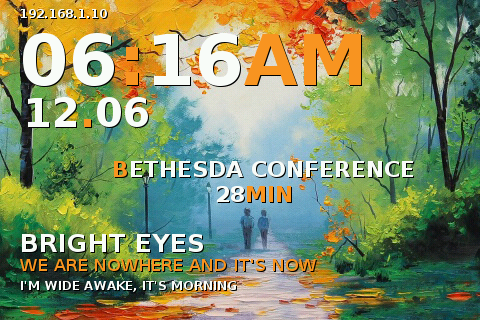 192.168.1.10
06:16AM
12.06
BETHESDA CONFERENCE
28MIN
BRIGHT EYES
WE ARE NOWHERE AND IT'S NOW
I'M WIDE AWAKE, IT'S MORNING